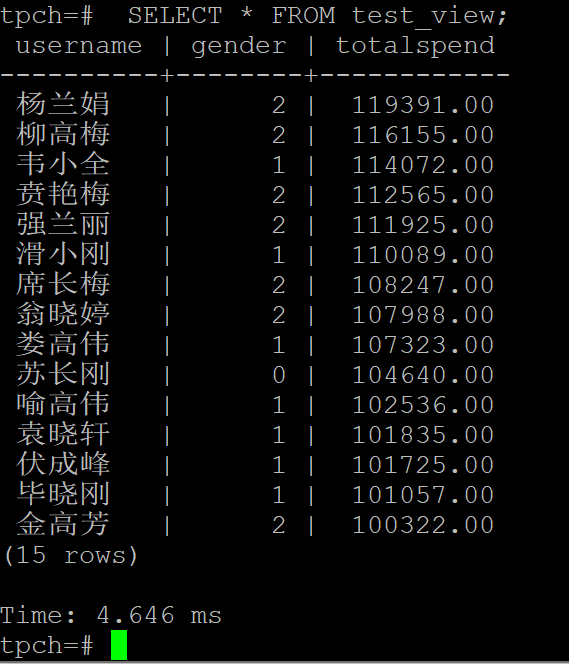 tpch=#  SELECT * FROM test_view;
 username | gender | totalspend
----------+--------+------------
 杨兰娟   |      2 |  119391.00
 柳高梅   |      2 |  116155.00
 韦小全   |      1 |  114072.00
 贲艳梅   |      2 |  112565.00
 强兰丽   |      2 |  111925.00
 滑小刚   |      1 |  110089.00
 席长梅   |      2 |  108247.00
 翁晓婷   |      2 |  107988.00
 娄高伟   |      1 |  107323.00
 苏长刚   |      0 |  104640.00
 喻高伟   |      1 |  102536.00
 袁晓轩   |      1 |  101835.00
 伏成峰   |      1 |  101725.00
 毕晓刚   |      1 |  101057.00
 金高芳   |      2 |  100322.00
(15 rows)
Time: 4.646 ms
tpch=#